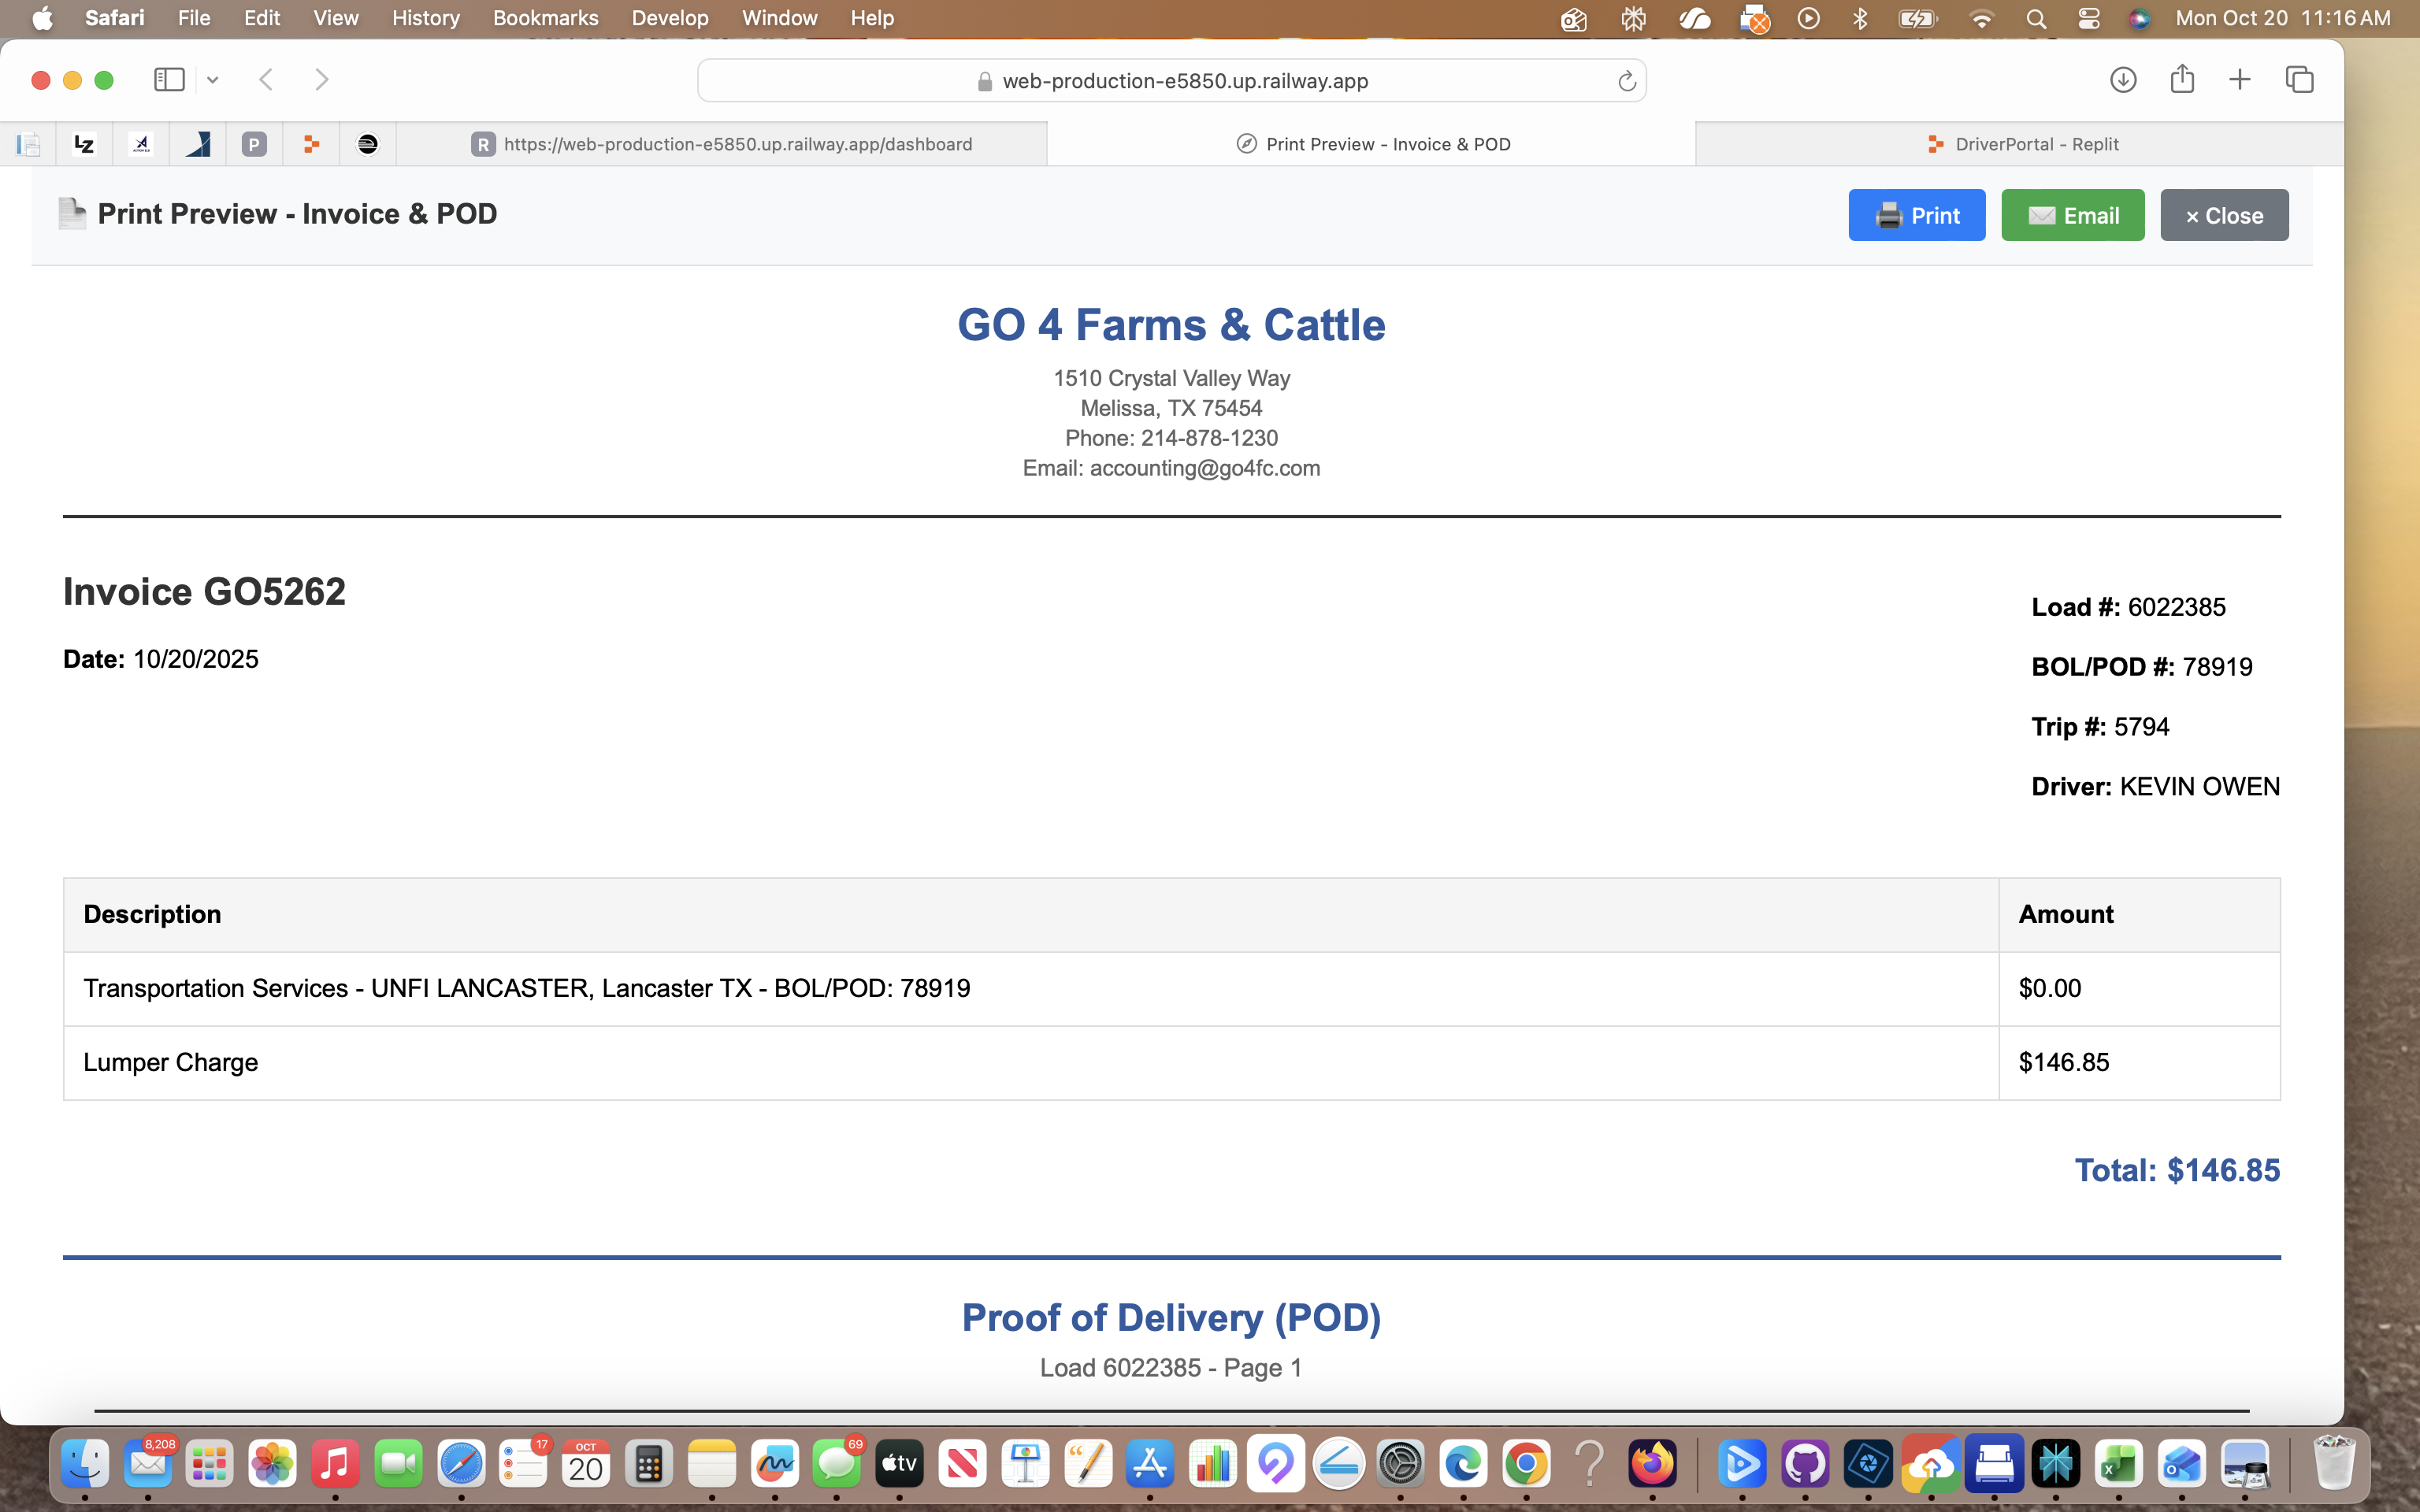 Safari File Edit View History Bookmarks Develop Window Help Mon Oct 20 11:16 AM
web-production-e5850.up.railway.app
LZ P R https://web-production-e5850.up.railway.app/dashboard Print Preview - Invoice & POD DriverPortal - Replit
Print Preview - Invoice & POD Print Email × Close
GO 4 Farms & Cattle
1510 Crystal Valley Way
Melissa, TX 75454
Phone: 214-878-1230
Email: accounting@go4fc.com
Invoice GO5262
Date: 10/20/2025
Load #: 6022385
BOL/POD #: 78919
Trip #: 5794
Driver: KEVIN OWEN
Description Amount
Transportation Services - UNFI LANCASTER, Lancaster TX - BOL/POD: 78919 $0.00
Lumper Charge $146.85
Total: $146.85
Proof of Delivery (POD)
Load 6022385 - Page 1
8,208 17 OCT 20 69 tv